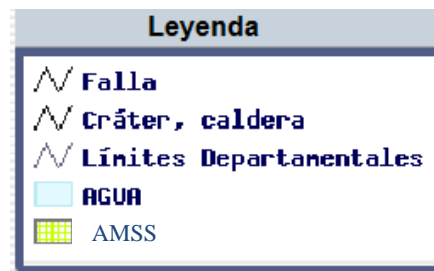 Leyenda
Falla
Cráter, caldera
Límites Departamentales
AGUA
AMSS